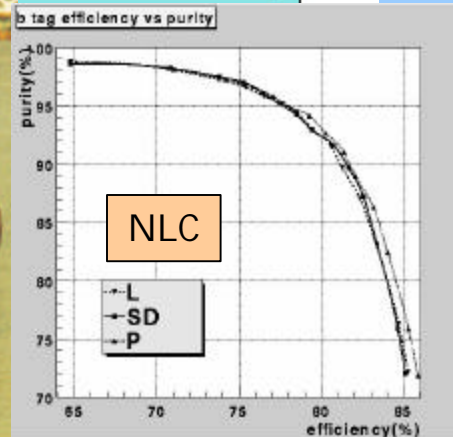 b tag efficiency vs purity
purity(%)
100
95
90
85
80
75
70
NLC
L
SD
P
65
70
75
80
85
efficiency(%)